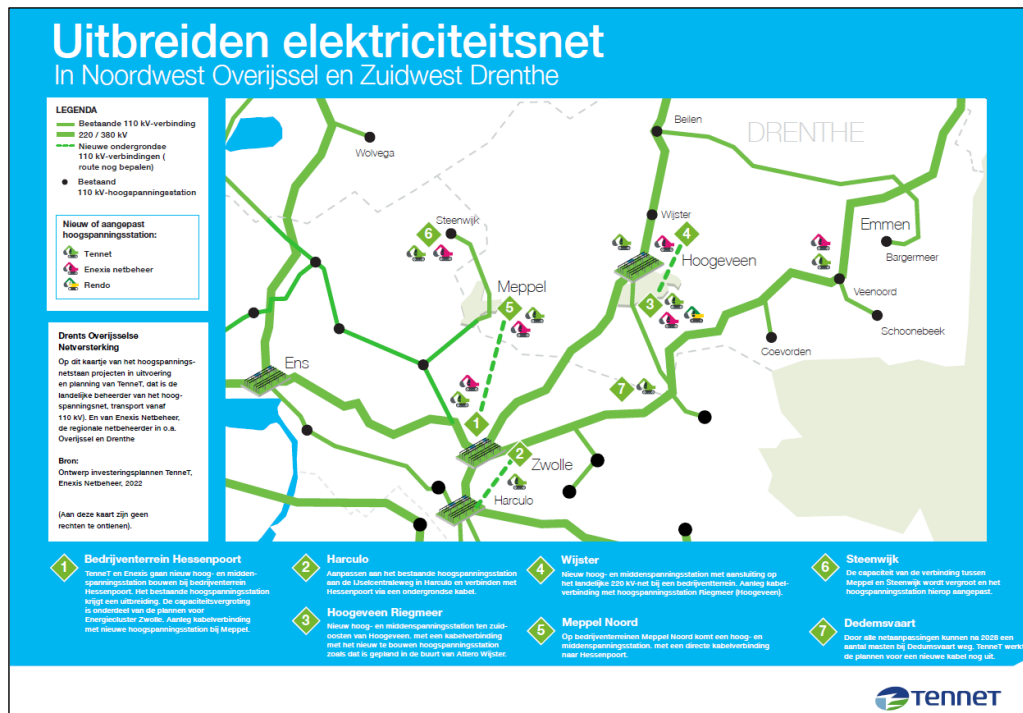 Uitbreiden elektriciteitsnet
In Noordwest Overijssel en Zuidwest Drenthe
LEGENDA
Bestaande 110 kV-verbinding
220 / 380 kV
Nieuwe ondergrondse
110 kV-verbindingen (
route nog bepalen)
Bestaand
110 kV-hoogspanningsstation
Nieuw of aangepast
hoogspanningsstation:
Tennet
Enexis netbeheer
Rendo
Drents Overijsselse
Netversterking
Op dit kaartje van het hoogspannings-
netstaan projecten in uitvoering
en planning van TenneT, dat is de
landelijke beheerder van het hoog-
spanningsnet, transport vanaf
110 kV). En van Enexis Netbeheer,
de regionale netbeheerder in o.a.
Overijssel en Drenthe
Bron:
Ontwerp investeringsplannen TenneT,
Enexis Netbeheer, 2022
(Aan deze kaart zijn geen
rechten te ontienen).
DRENTHE
Beilen
Wolvega
Steenwijk
6
Wijster
4
Emmen
Bargermeer
Hoogeveen
Meppel
5
3
Veenoord
Schoonebeek
Coevorden
Ens
7
1
2
Zwolle
Harculo
1
Bedrijventerrein Hessenpoort
TenneT en Enexis gaan nieuw hoog- en midden-
spanningsstation bouwen bij bedrijventerrein
Hessenpoort. Het bestaande hoogspanningsstation
krijgt een uitbreiding. De capaciteitsvergroting
is onderdeel van de plannen voor
Energiecluster Zwolle. Aanleg kabelverbinding
met nieuwe hoogspanningsstation bij Meppel.
2
Harculo
Aanpassen aan het bestaande hoogspanningsstation
aan de IJselcentraleweg in Harculo en verbinden met
Hessenpoort via een ondergrondse kabel.
3
Hoogeveen Riegmeer
Nieuw hoog- en middenspanningsstation ten zuid-
oosten van Hoogeveen. met een kabelverbinding
met het nieuw te bouwen hoogspanningsstation
zoals dat is gepland in de buurt van Attero Wijster.
4
Wijster
Nieuw hoog- en middenspanningsstation met aansluiting op
het landelijke 220 kV-net bij een bedrijventerrein. Aanleg kabel-
verbinding met hoogspanningsstation Riegmeer (Hoogeveen).
5
Meppel Noord
Op bedrijventerreinen Meppel Noord komt een hoog- en
middenspanningsstation. met een directe kabelverbinding
naar Hessenpoort.
6
Steenwijk
De capaciteit van de verbinding tussen
Meppel en Steenwijk wordt vergroot en het
hoogspanningsstation hierop aangepast.
7
Dedemsvaart
Door alle netaanpassingen kunnen na 2028 een
aantal masten bij Dedumsvaart weg. TenneT werkt
de plannen voor een nieuwe kabel nog uit.
TENNET